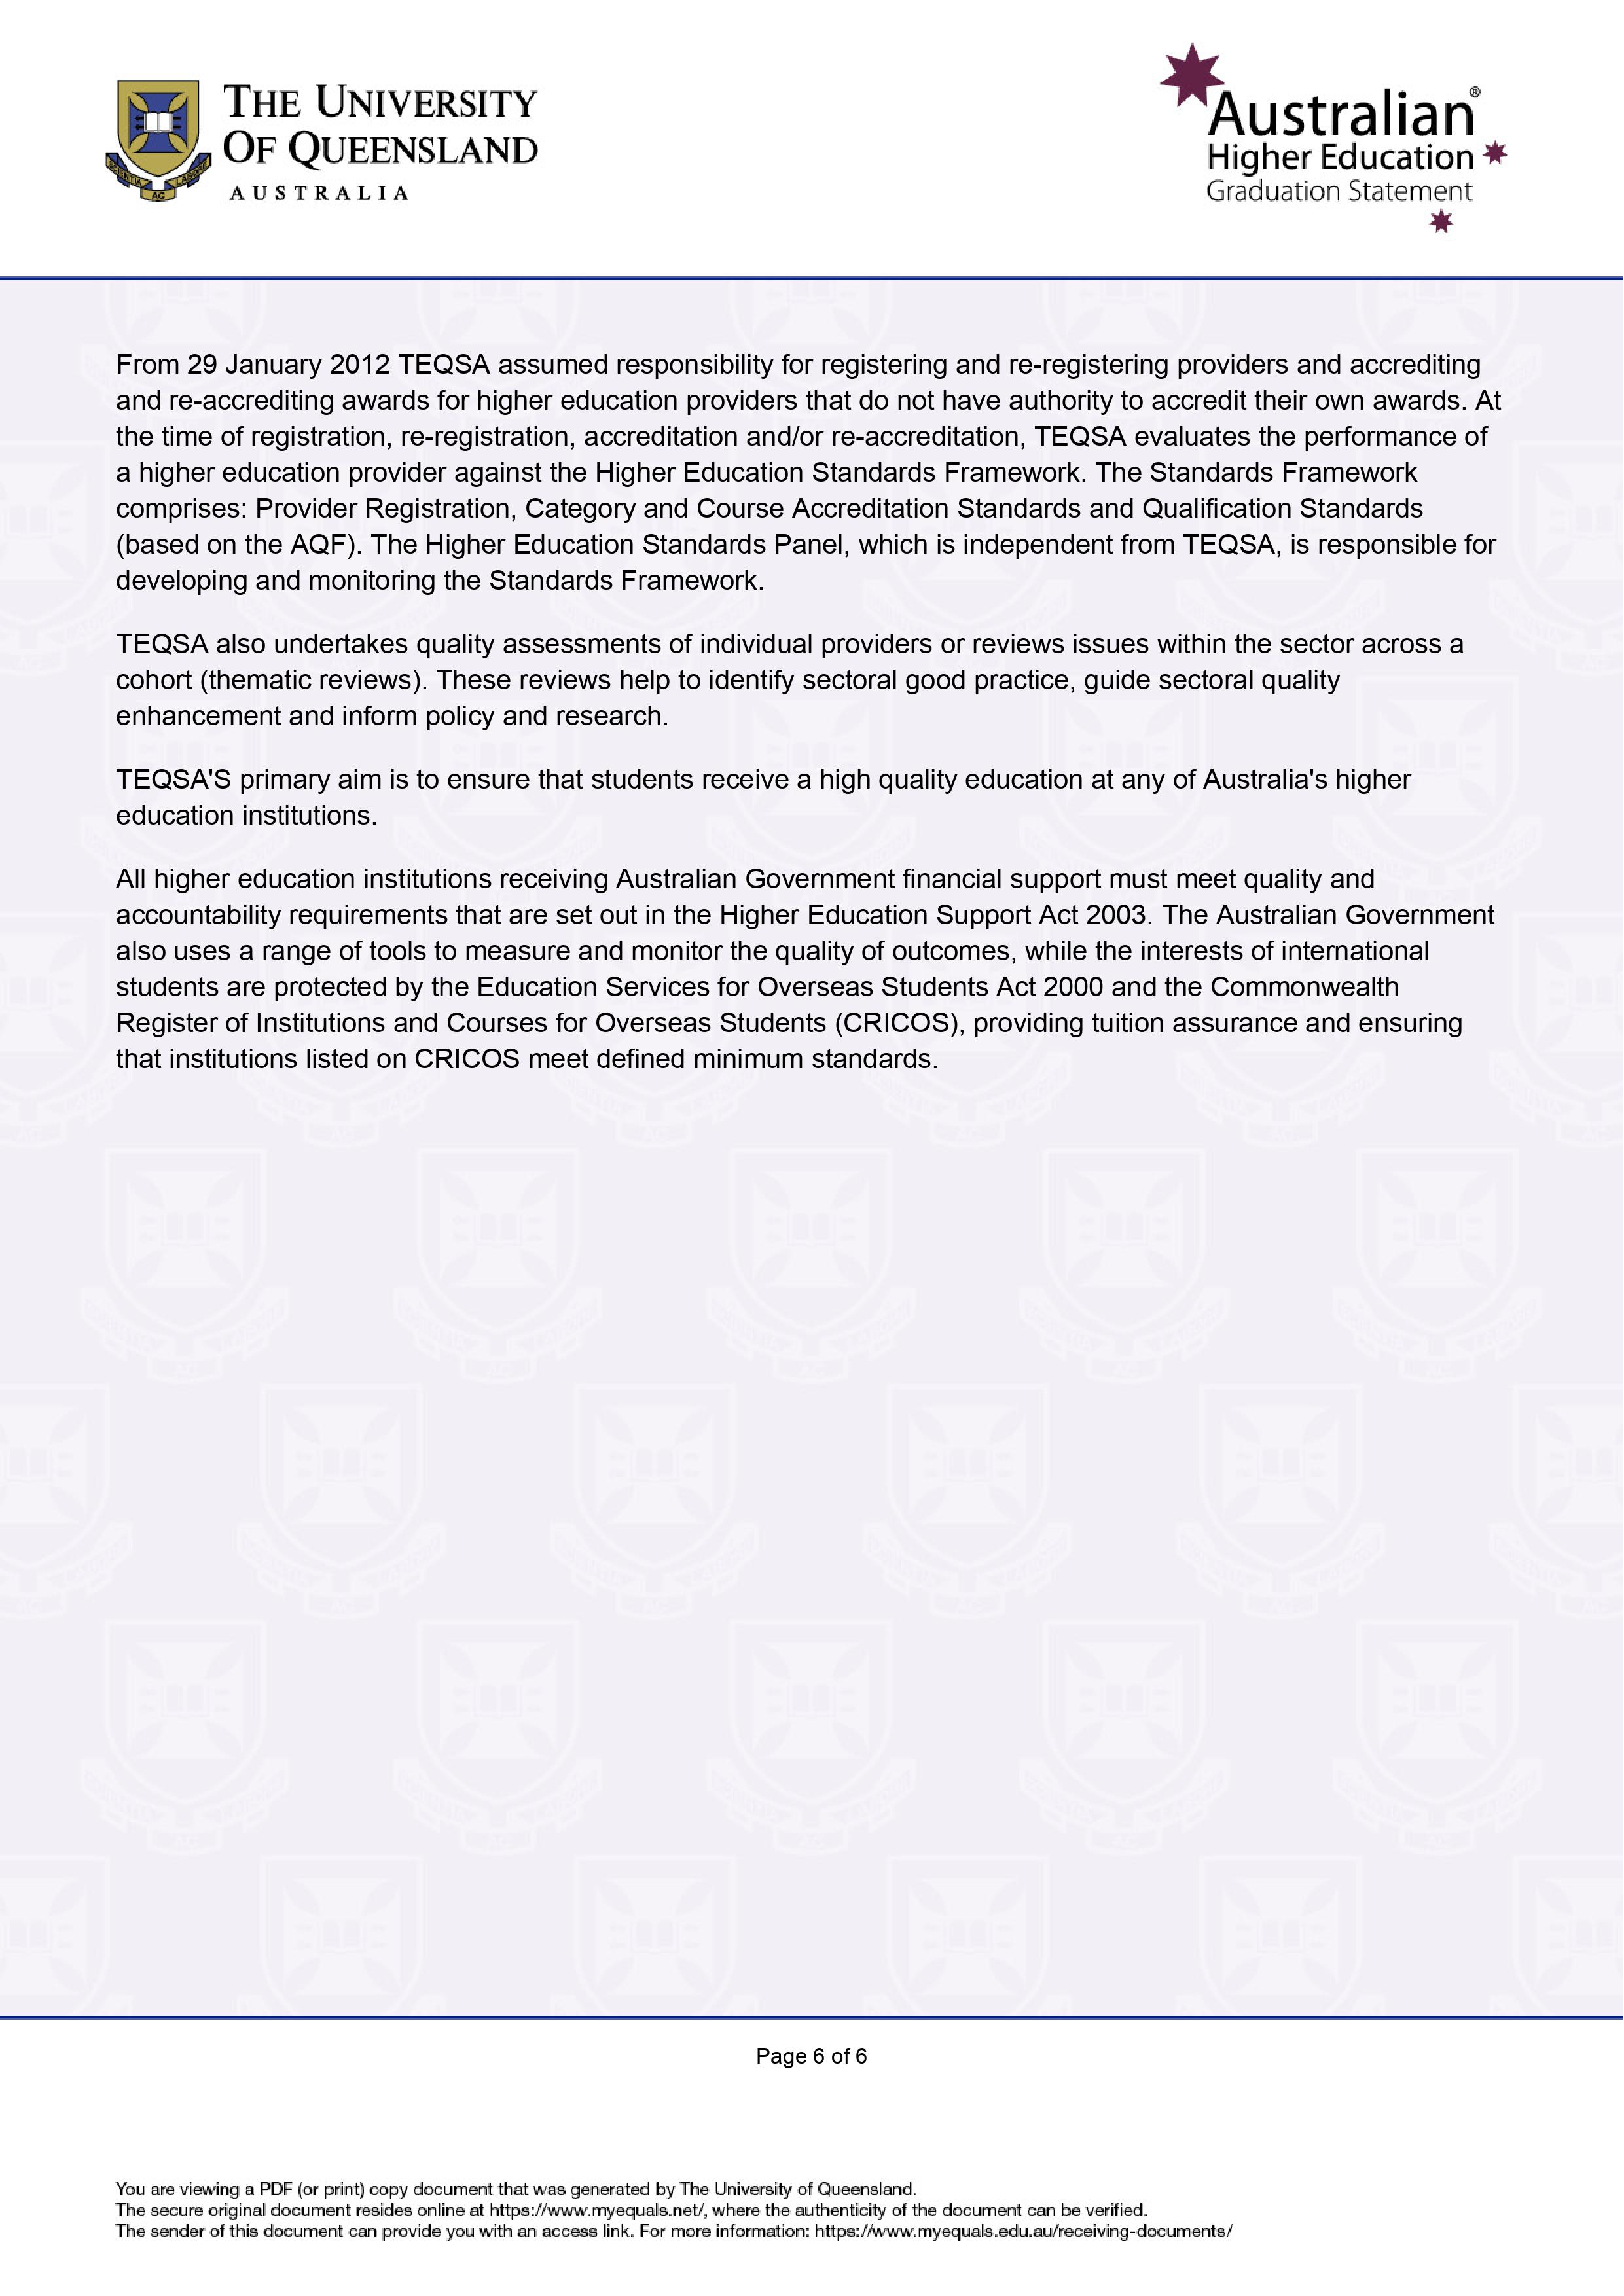 THE UNIVERSITY
OF QUEENSLAND
AUSTRALIA
SCIENTIA AC LABORE
Australian®
Higher Education
Graduation Statement
From 29 January 2012 TEQSA assumed responsibility for registering and re-registering providers and accrediting
and re-accrediting awards for higher education providers that do not have authority to accredit their own awards. At
the time of registration, re-registration, accreditation and/or re-accreditation, TEQSA evaluates the performance of
a higher education provider against the Higher Education Standards Framework. The Standards Framework
comprises: Provider Registration, Category and Course Accreditation Standards and Qualification Standards
(based on the AQF). The Higher Education Standards Panel, which is independent from TEQSA, is responsible for
developing and monitoring the Standards Framework.
TEQSA also undertakes quality assessments of individual providers or reviews issues within the sector across a
cohort (thematic reviews). These reviews help to identify sectoral good practice, guide sectoral quality
enhancement and inform policy and research.
TEQSA'S primary aim is to ensure that students receive a high quality education at any of Australia's higher
education institutions.
All higher education institutions receiving Australian Government financial support must meet quality and
accountability requirements that are set out in the Higher Education Support Act 2003. The Australian Government
also uses a range of tools to measure and monitor the quality of outcomes, while the interests of international
students are protected by the Education Services for Overseas Students Act 2000 and the Commonwealth
Register of Institutions and Courses for Overseas Students (CRICOS), providing tuition assurance and ensuring
that institutions listed on CRICOS meet defined minimum standards.
Page 6 of 6
You are viewing a PDF (or print) copy document that was generated by The University of Queensland.
The secure original document resides online at https://www.myequals.net/, where the authenticity of the document can be verified.
The sender of this document can provide you with an access link. For more information: https://www.myequals.edu.au/receiving-documents/